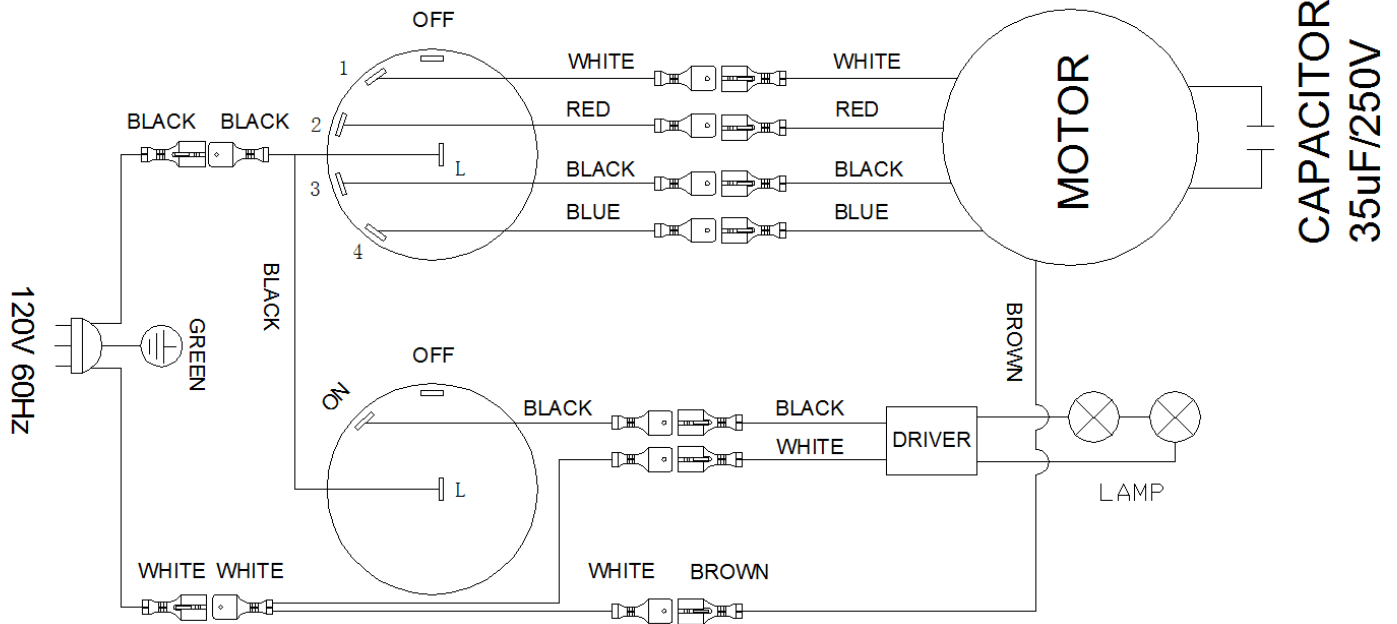 OFF
1
WHITE
WHITE
2
RED
RED
BLACK
BLACK
L
3
BLACK
BLACK
4
BLUE
BLUE
MOTOR
CAPACITOR
35uF/250V
BLACK
BROWN
120V 60Hz
GREEN
OFF
ON
BLACK
BLACK
WHITE
DRIVER
L
LAMP
WHITE
WHITE
WHITE
BROWN